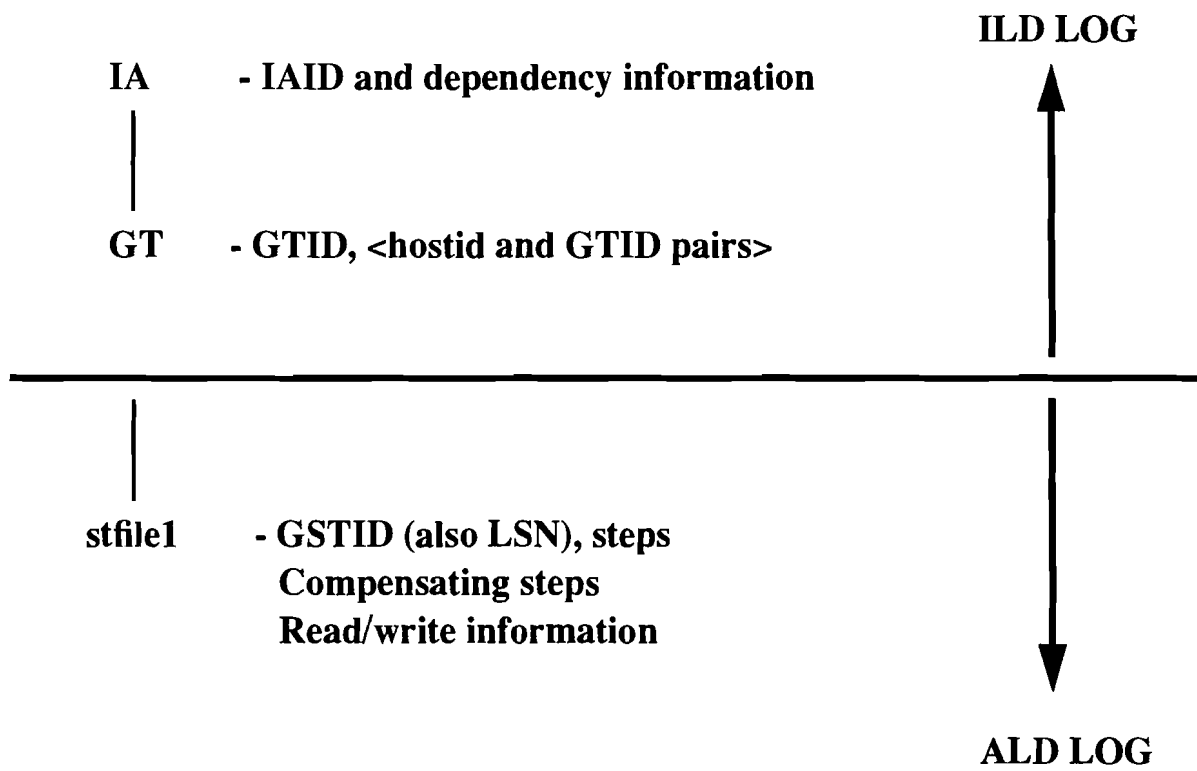 ILD LOG
IA - IAID and dependency information
GT - GTID, <hostid and GTID pairs>
stfile1 - GSTID (also LSN), steps
Compensating steps
Read/write information
ALD LOG